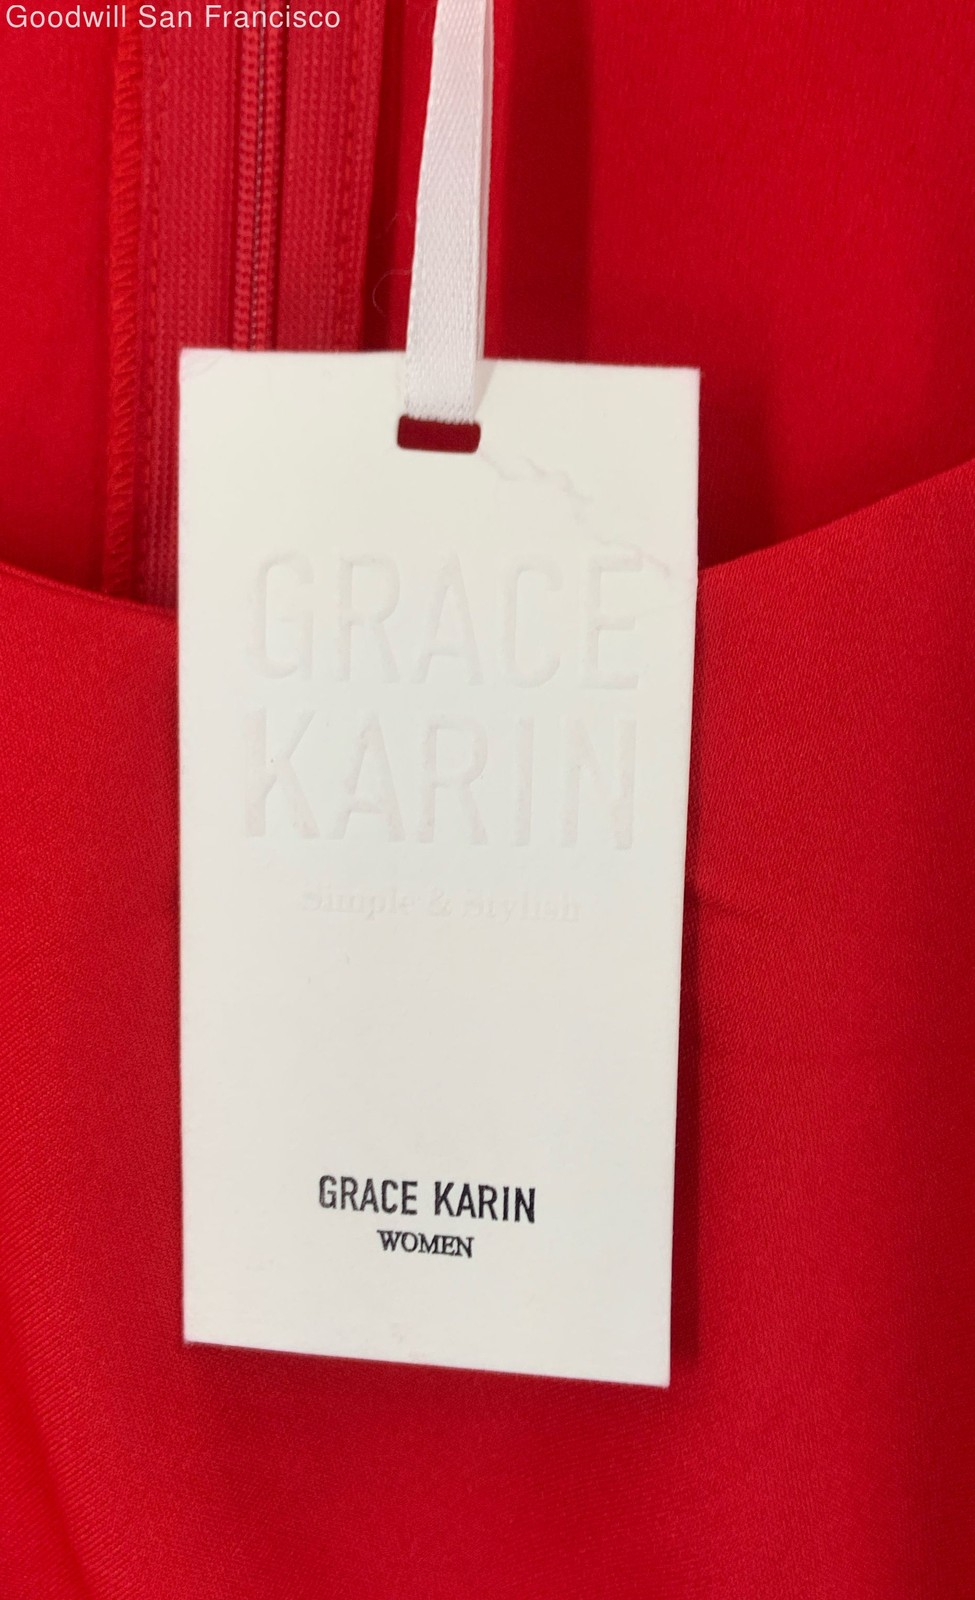 Goodwill San Francisco
GRACE
KARIN
Simple & Stylish
GRACE KARIN
WOMEN